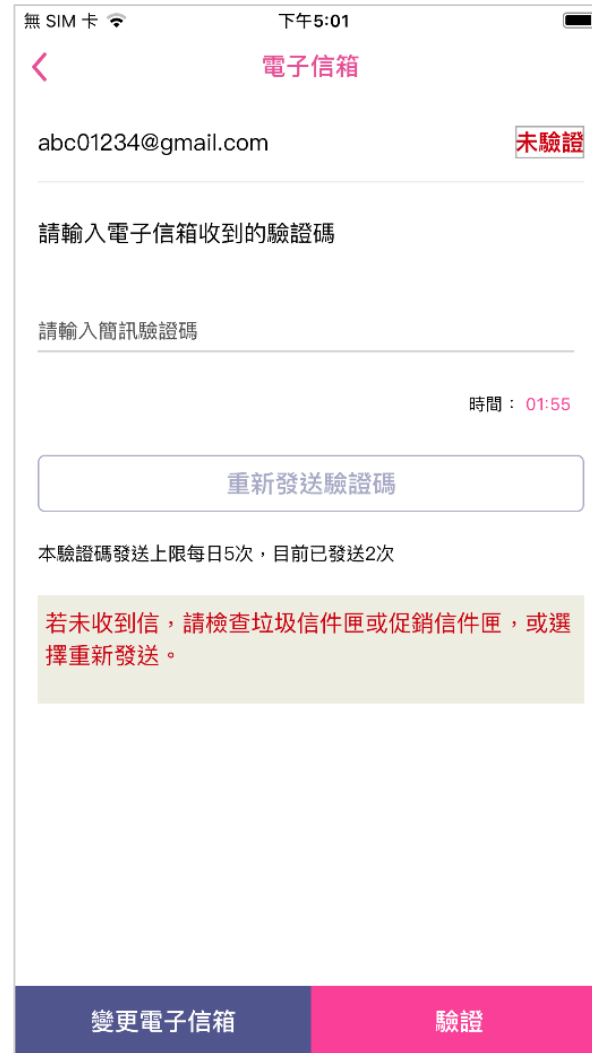 無 SIM 卡 下午5:01
電子信箱
abc01234@gmail.com 未驗證
請輸入電子信箱收到的驗證碼
請輸入簡訊驗證碼
時間： 01:55
重新發送驗證碼
本驗證碼發送上限每日5次，目前已發送2次
若未收到信，請檢查垃圾信件匣或促銷信件匣，或選
擇重新發送。
變更電子信箱 驗證